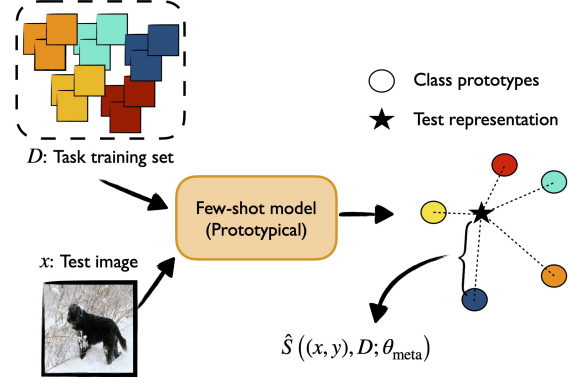 D: Task training set
Few-shot model
(Prototypical)
x: Test image
Class prototypes
Test representation
Ŝ ((x, y), D; θmeta)